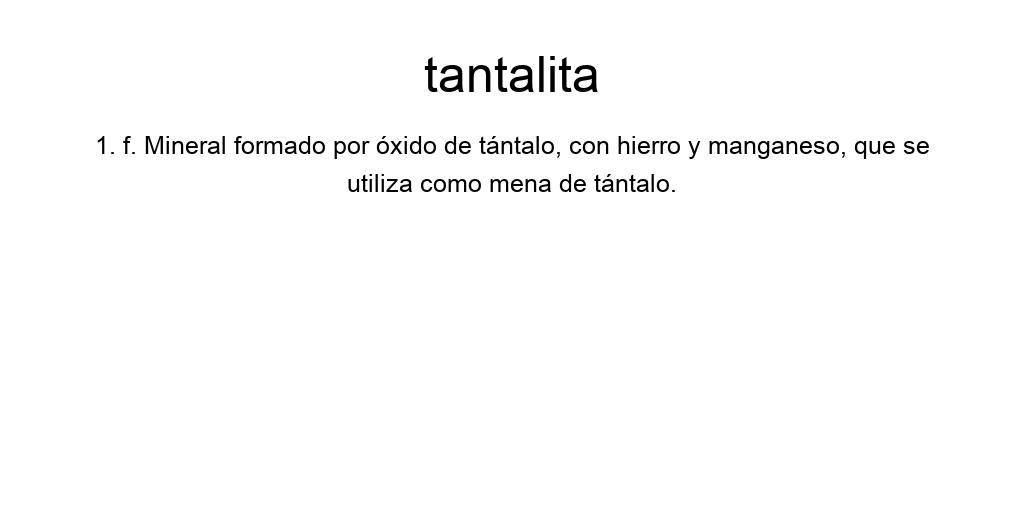 tantalita
1. f. Mineral formado por óxido de tántalo, con hierro y manganeso, que se
utiliza como mena de tántalo.